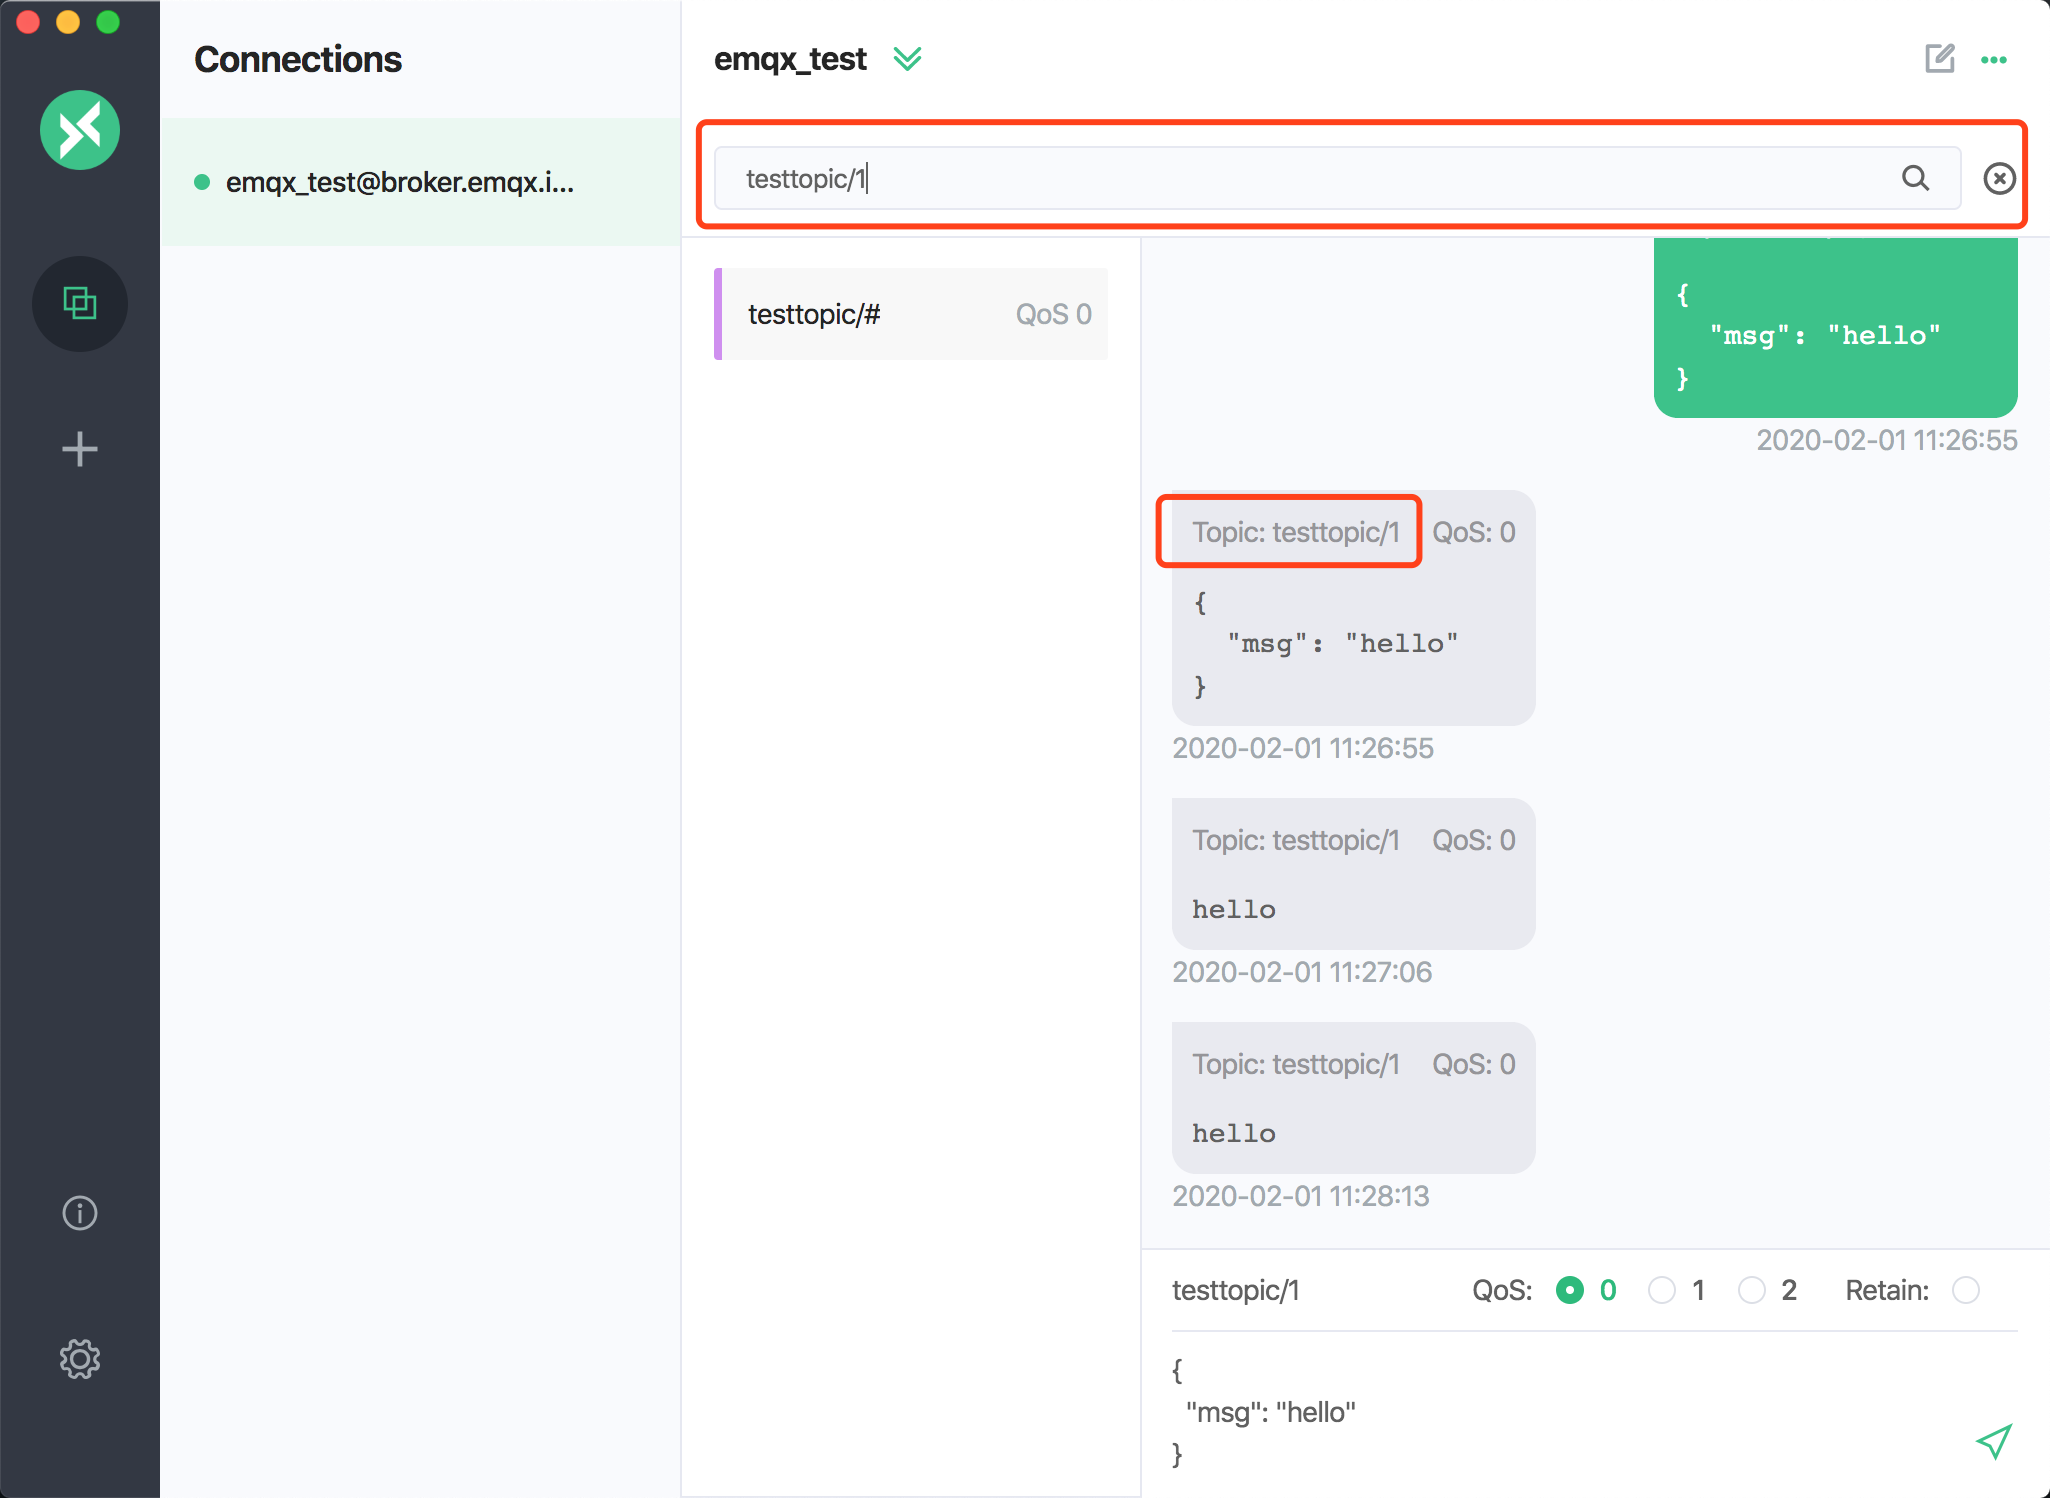 Connections
emqx_test@broker.emqx.i...
emqx_test
testtopic/1
testtopic/# QoS 0
{
"msg": "hello"
}
2020-02-01 11:26:55
Topic: testtopic/1 QoS: 0
{
"msg": "hello"
}
2020-02-01 11:26:55
Topic: testtopic/1 QoS: 0
hello
2020-02-01 11:27:06
Topic: testtopic/1 QoS: 0
hello
2020-02-01 11:28:13
testtopic/1 QoS: 0 1 2 Retain:
{
"msg": "hello"
}